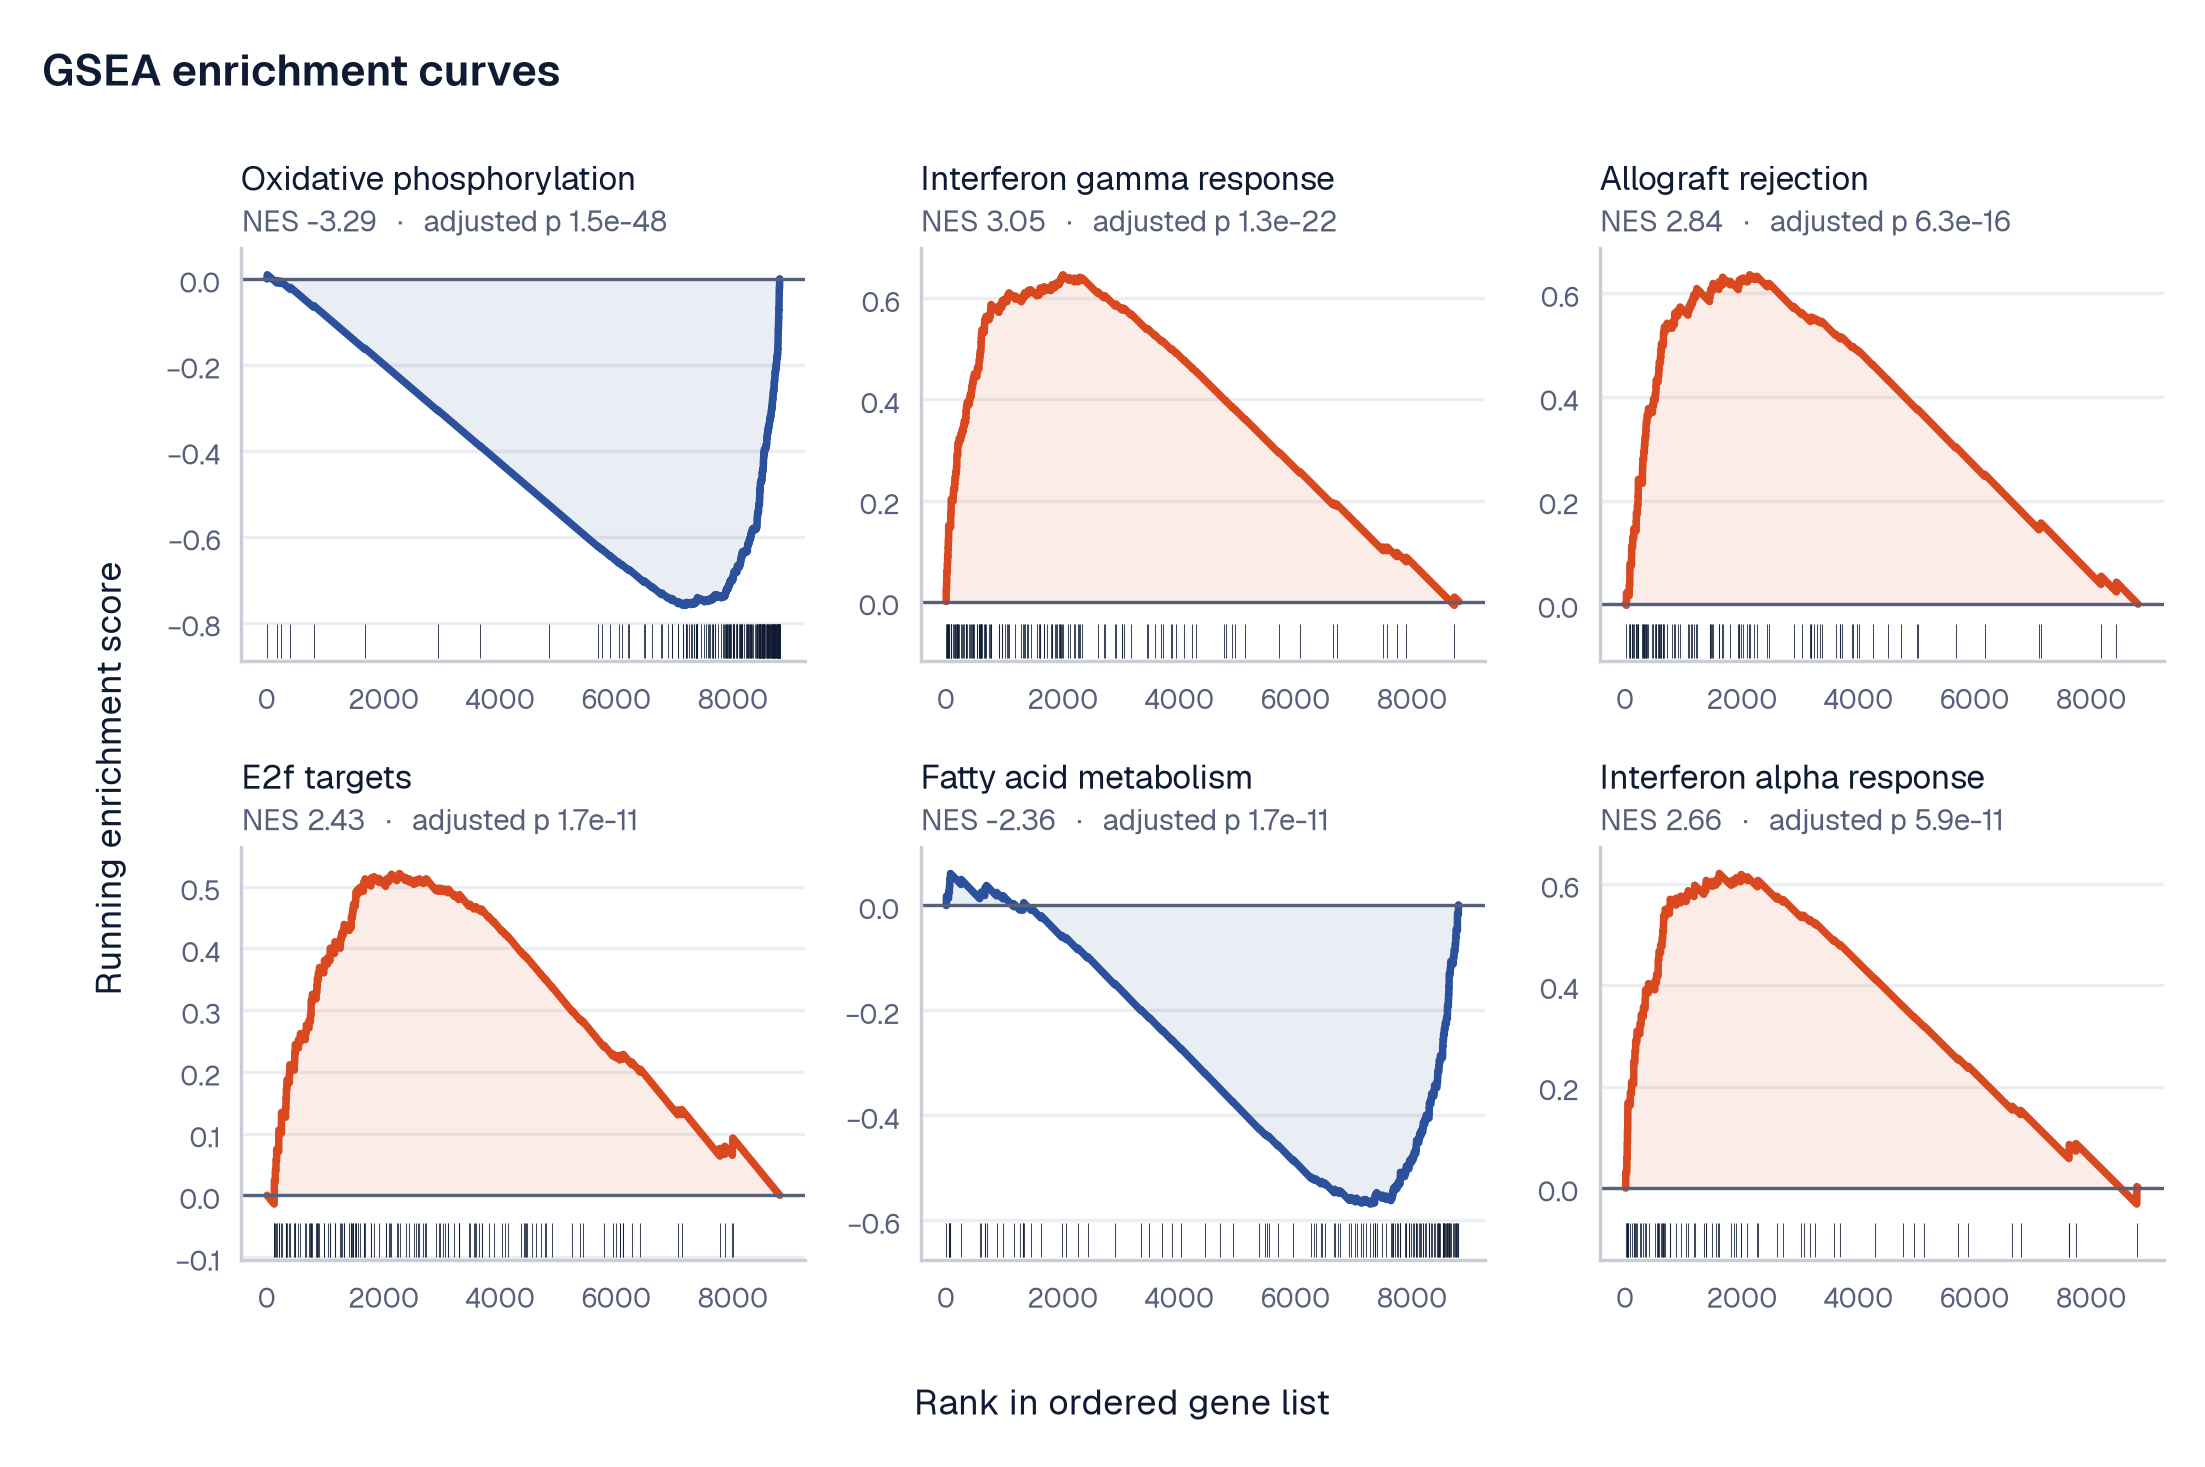 GSEA enrichment curves
Running enrichment score
Oxidative phosphorylation
NES -3.29 · adjusted p 1.5e-48
0.0
−0.2
−0.4
−0.6
−0.8
0 2000 4000 6000 8000
Interferon gamma response
NES 3.05 · adjusted p 1.3e-22
0.6
0.4
0.2
0.0
0 2000 4000 6000 8000
Allograft rejection
NES 2.84 · adjusted p 6.3e-16
0.6
0.4
0.2
0.0
0 2000 4000 6000 8000
E2f targets
NES 2.43 · adjusted p 1.7e-11
0.5
0.4
0.3
0.2
0.1
0.0
−0.1
0 2000 4000 6000 8000
Fatty acid metabolism
NES -2.36 · adjusted p 1.7e-11
0.0
−0.2
−0.4
−0.6
0 2000 4000 6000 8000
Interferon alpha response
NES 2.66 · adjusted p 5.9e-11
0.6
0.4
0.2
0.0
0 2000 4000 6000 8000
Rank in ordered gene list